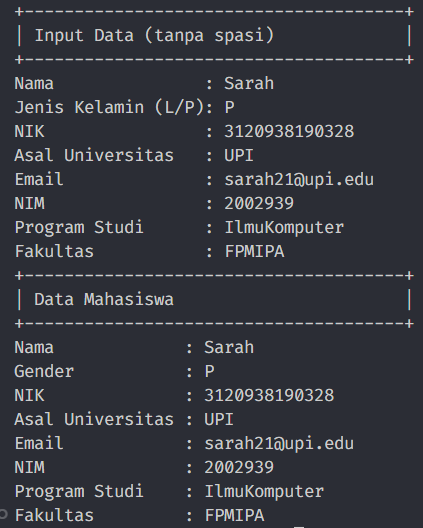 +--------------------------------------+
| Input Data (tanpa spasi)             |
+--------------------------------------+
Nama               : Sarah
Jenis Kelamin (L/P): P
NIK                : 3120938190328
Asal Universitas   : UPI
Email              : sarah21@upi.edu
NIM                : 2002939
Program Studi      : IlmuKomputer
Fakultas           : FPMIPA
+--------------------------------------+
| Data Mahasiswa                       |
+--------------------------------------+
Nama             : Sarah
Gender           : P
NIK              : 3120938190328
Asal Universitas : UPI
Email            : sarah21@upi.edu
NIM              : 2002939
Program Studi    : IlmuKomputer
Fakultas         : FPMIPA